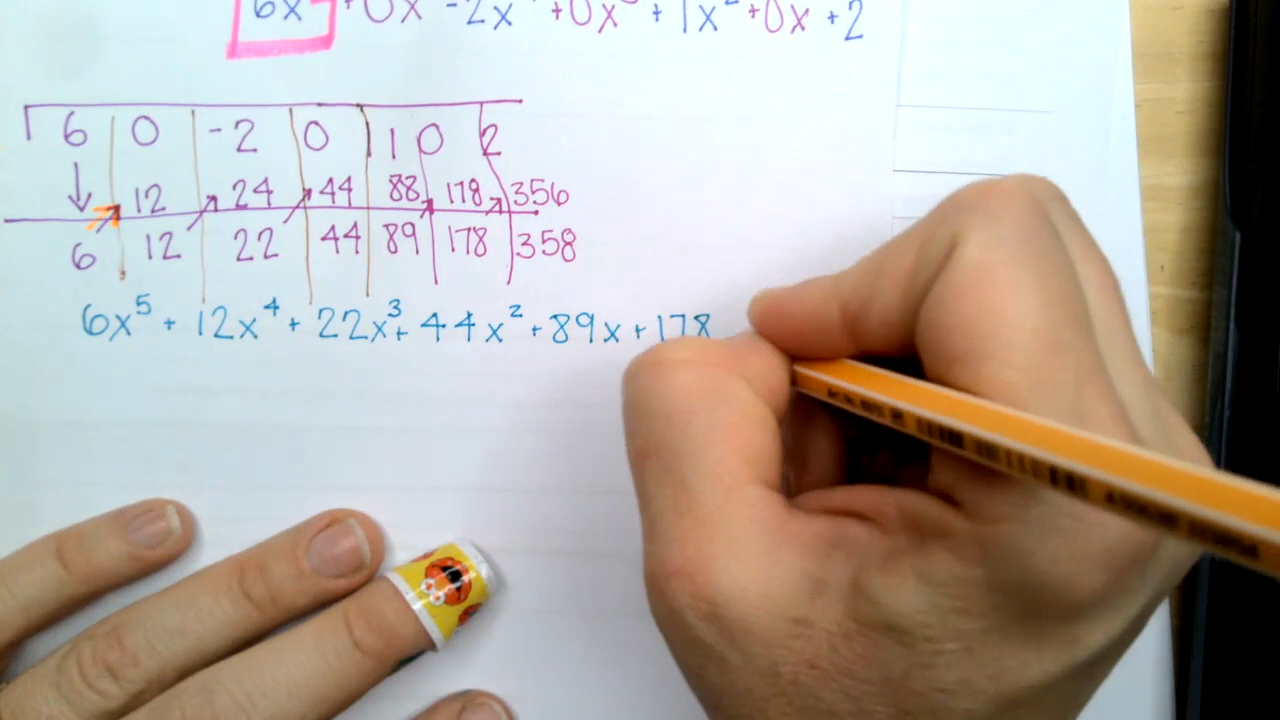 6x +0x -2x +0x + 1x² +0x +2
6 0 -2 0 1 0 2
12 24 44 88 178 356
6 12 22 44 89 178 358
6x⁵ + 12x⁴ + 22x³ + 44x² + 89x + 178